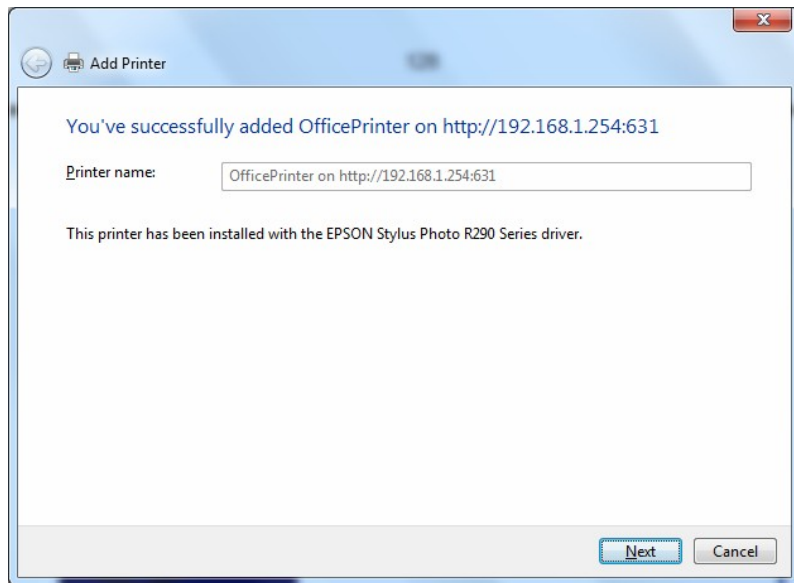 Add Printer
You've successfully added OfficePrinter on http://192.168.1.254:631
Printer name:
OfficePrinter on http://192.168.1.254:631
This printer has been installed with the EPSON Stylus Photo R290 Series driver.
Next
Cancel